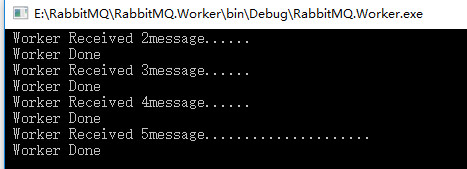 E:\RabbitMQ\RabbitMQ.Worker\bin\Debug\RabbitMQ.Worker.exe
Worker Received 2message......
Worker Done
Worker Received 3message......
Worker Done
Worker Received 4message......
Worker Done
Worker Received 5message.....................
Worker Done